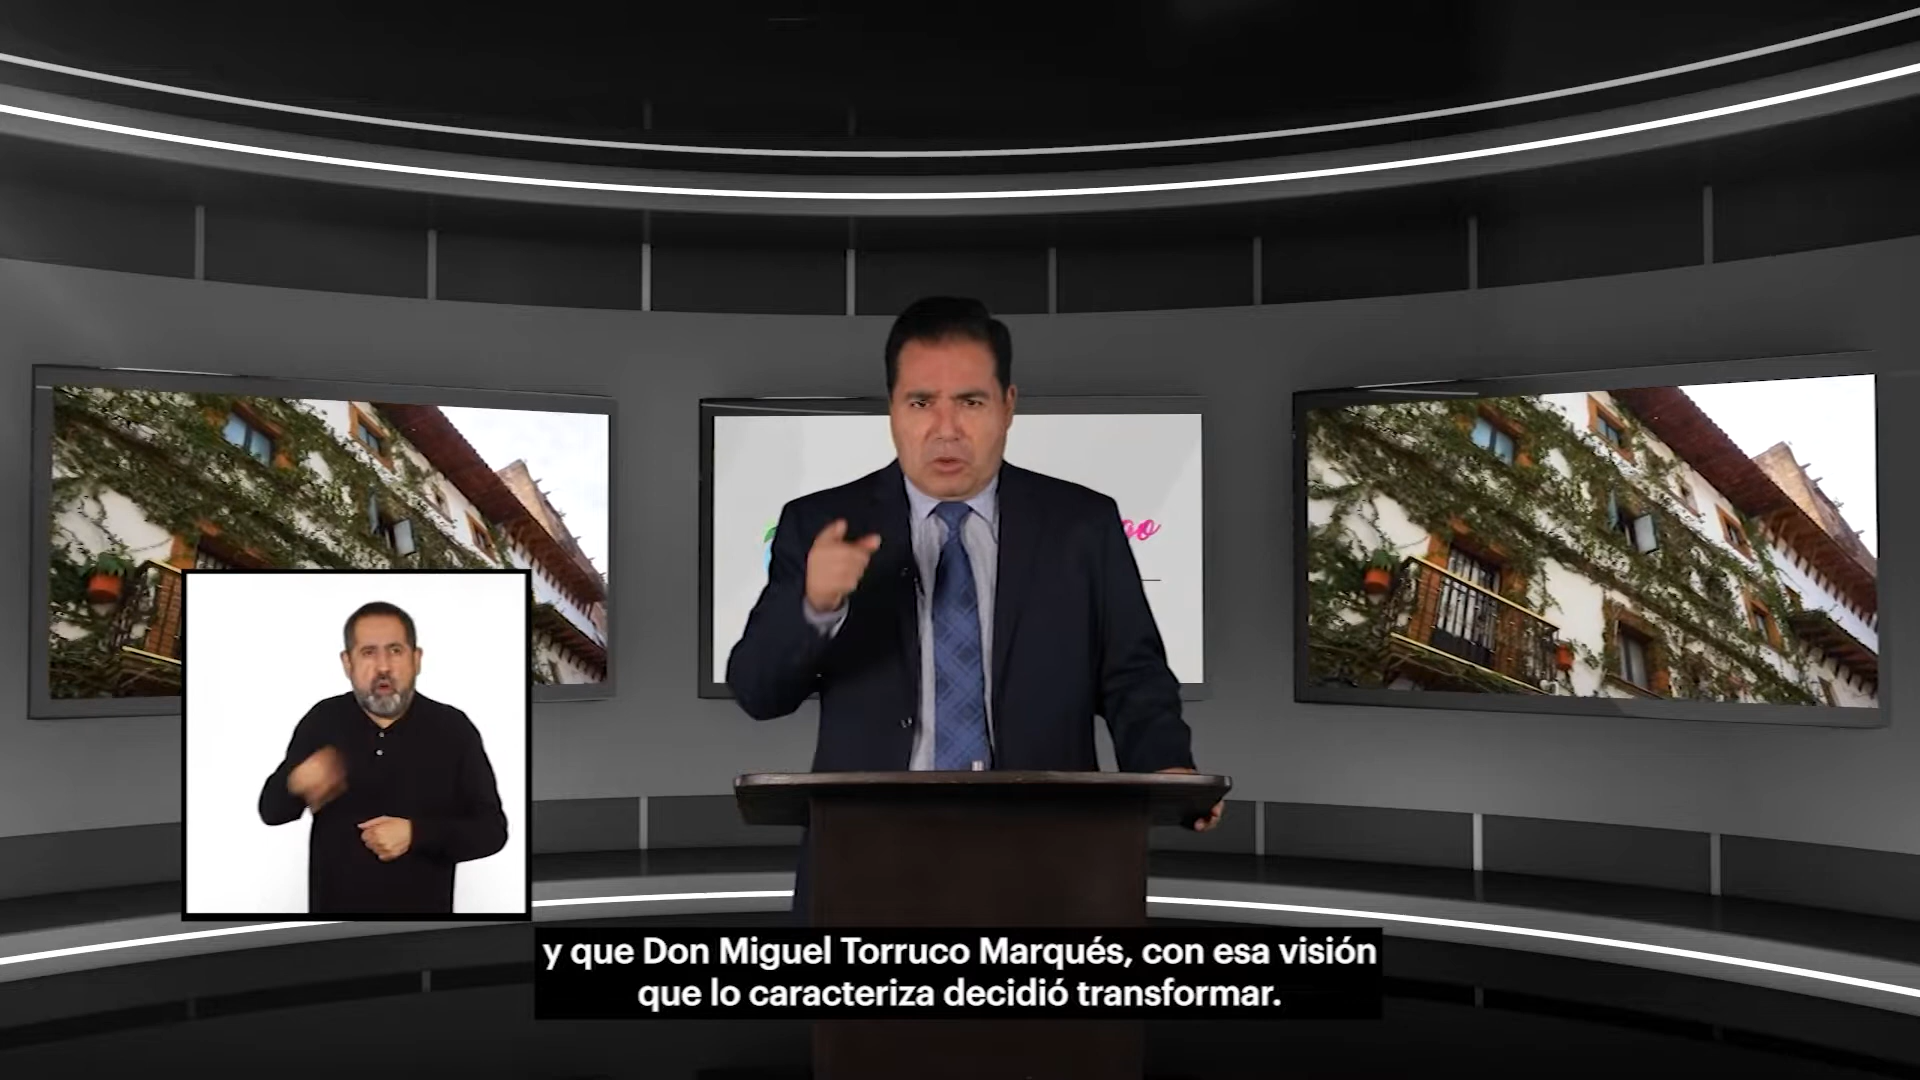 y que Don Miguel Torruco Marqués, con esa visión
que lo caracteriza decidió transformar.